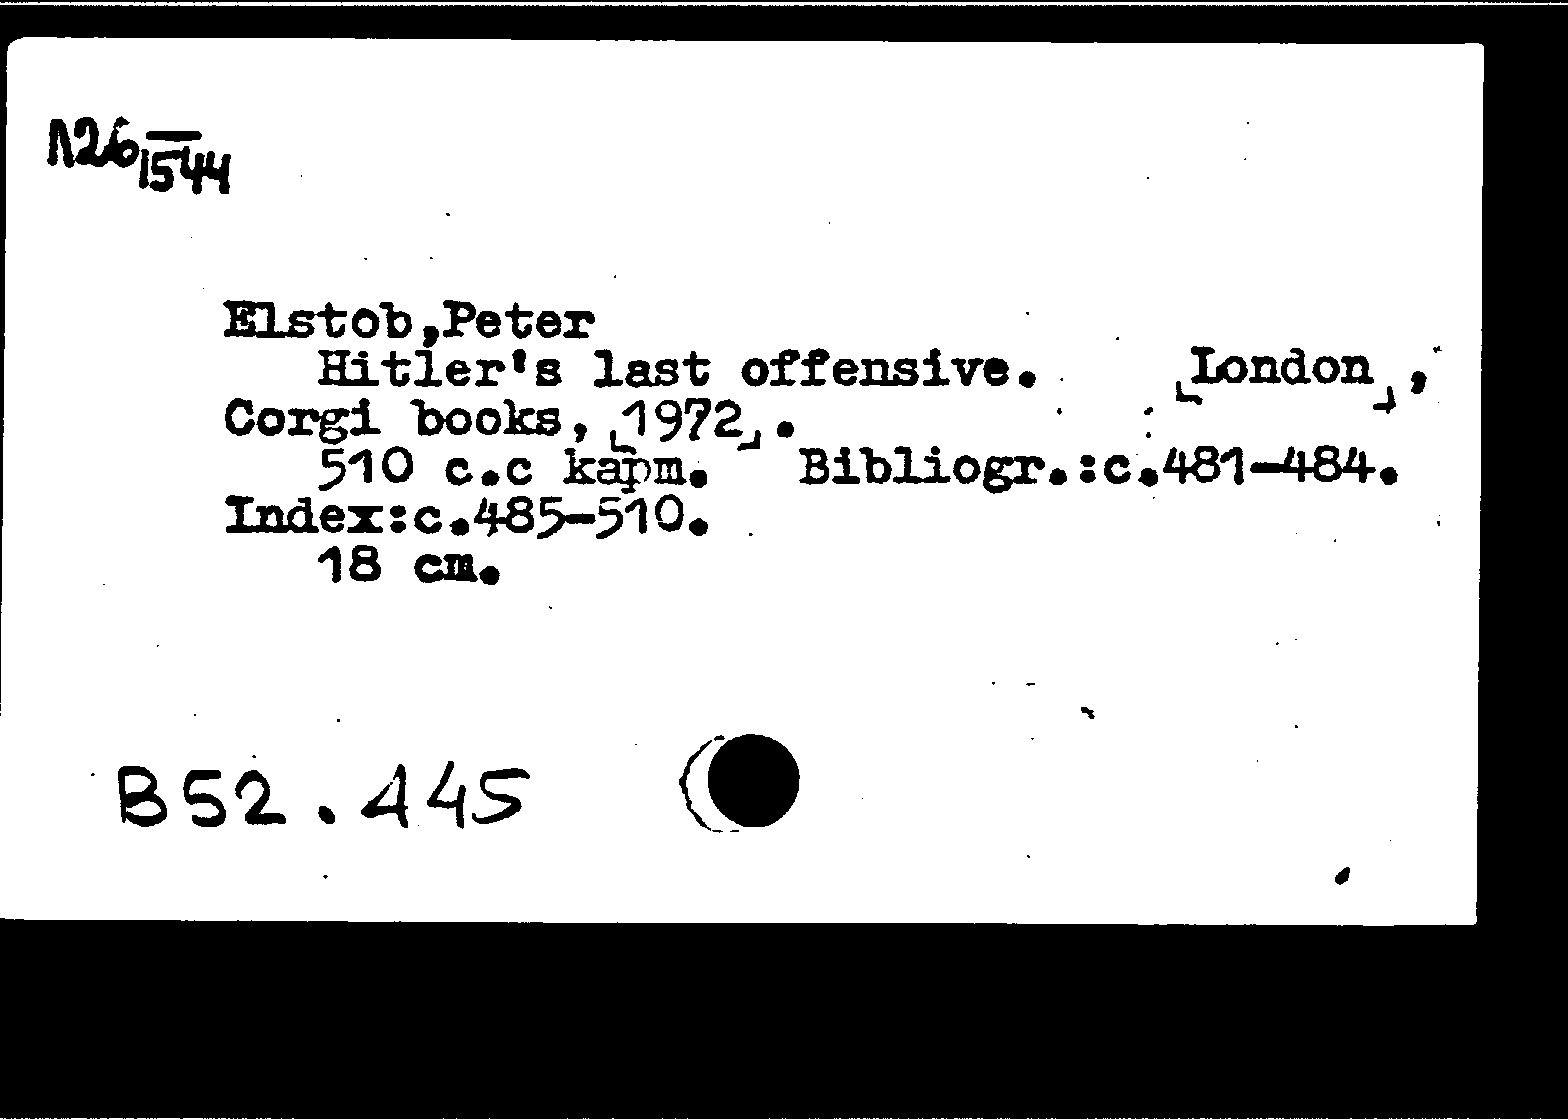 Л26 1544
Elstob,Peter
Hitler's last offensive. [London],
Corgi books, [1972].
510 с.с карт. Bibliogr.:с.481-484.
Index:с.485-510.
18 cm.
B52.445